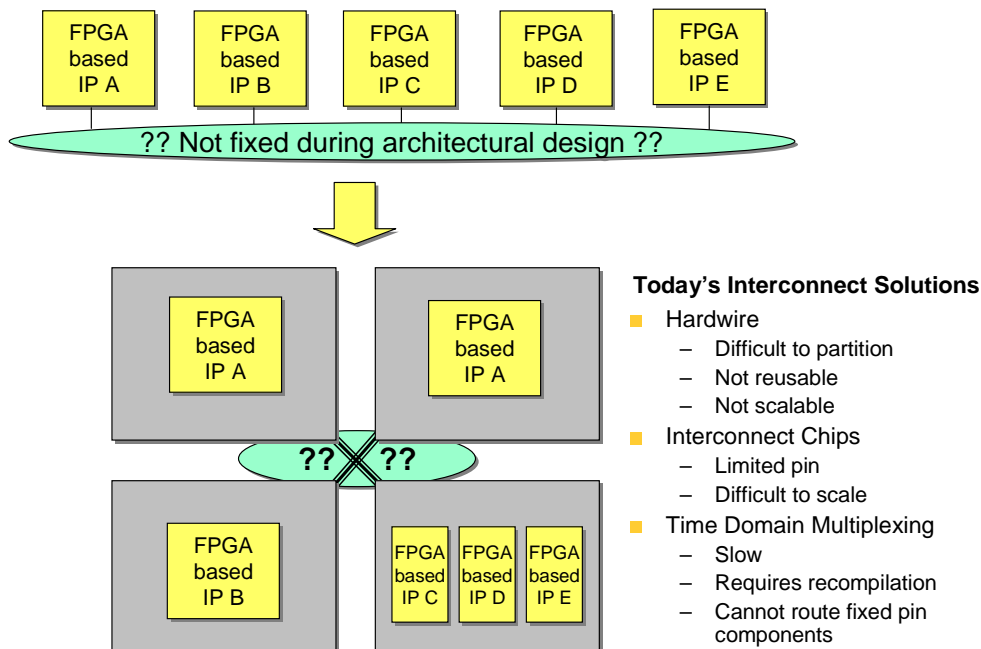 FPGA
based
IP A
FPGA
based
IP B
FPGA
based
IP C
FPGA
based
IP D
FPGA
based
IP E
?? Not fixed during architectural design ??
FPGA
based
IP A
FPGA
based
IP A
?? ??
FPGA
based
IP B
FPGA
based
IP C
FPGA
based
IP D
FPGA
based
IP E
Today's Interconnect Solutions
Hardwire
– Difficult to partition
– Not reusable
– Not scalable
Interconnect Chips
– Limited pin
– Difficult to scale
Time Domain Multiplexing
– Slow
– Requires recompilation
– Cannot route fixed pin
components